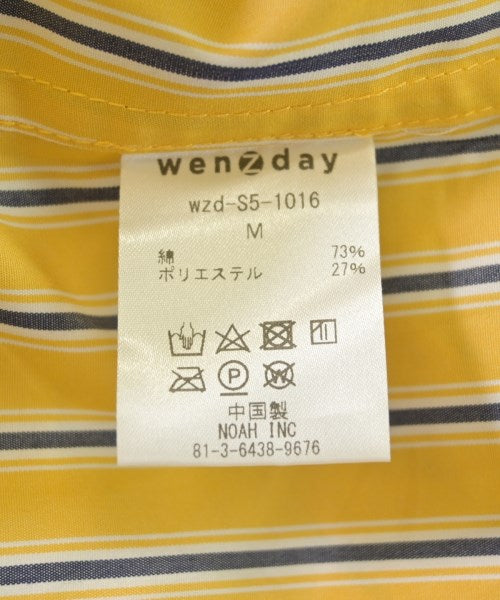 wenzday
wzd-S5-1016
M
綿 73%
ポリエステル 27%
P
W
中国製
NOAH INC
81-3-6438-9676